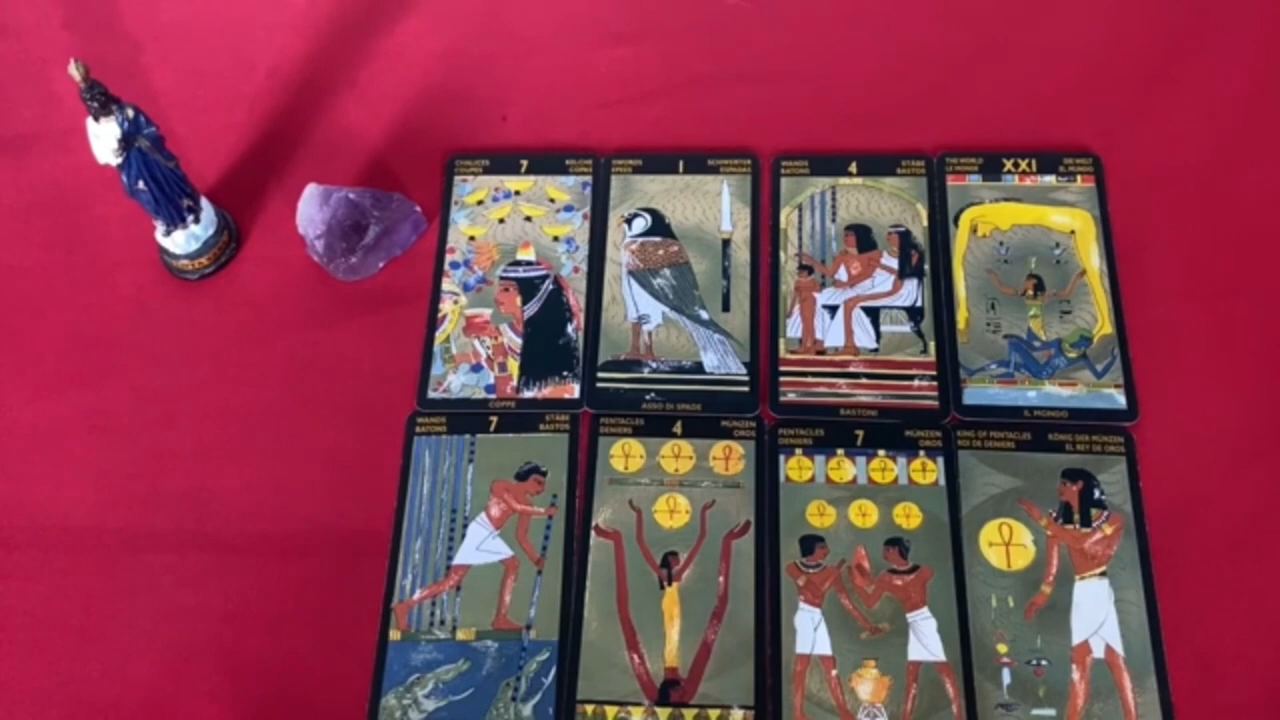 CHALICES 7 KELCHE
COUPES COPAS
SWORDS I SCHWERTER
EPEES ESPADAS
WANDS 4 STÄBE
BATONS BASTOS
THE WORLD XXI DIE WELT
LE MONDE EL MUNDO
COPPE
ASSO DI SPADE
BASTONI
IL MONDO
WANDS 7 STÄBE
BATONS BASTOS
PENTACLES 4 MÜNZEN
DENIERS OROS
PENTACLES 7 MÜNZEN
DENIERS OROS
KING OF PENTACLES KÖNIG DER MÜNZEN
ROI DE DENIERS EL REY DE OROS